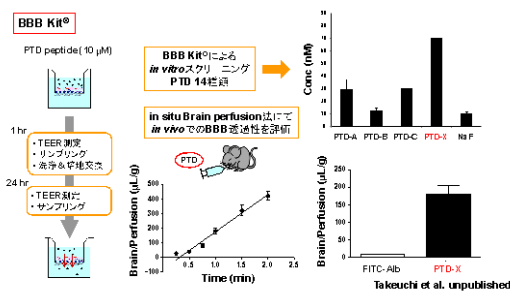 BBB Kit®
PTD peptide( 10 μM)
1 hr
・TEER測定
・サンプリング
・洗浄＆培地交換
24 hr
・TEER測定
・サンプリング
BBB Kit®による
in vitroスクリーニング
PTD 14種類
in situ Brain perfusion法にて
in vivoでのBBB透過性を評価
PTD
Brain/Perfusion (μL/g)
500
400
300
200
100
0
-100
0.0 0.5 1.0 1.5 2.0 2.5
Time (min)
Conc (nM)
30
0
PTD-A PTD-B PTD-C PTD-X Na F
Brain/Perfusion (μL/g)
250
200
150
100
50
0
FITC-Alb PTD-X
Takeuchi et al. unpublished